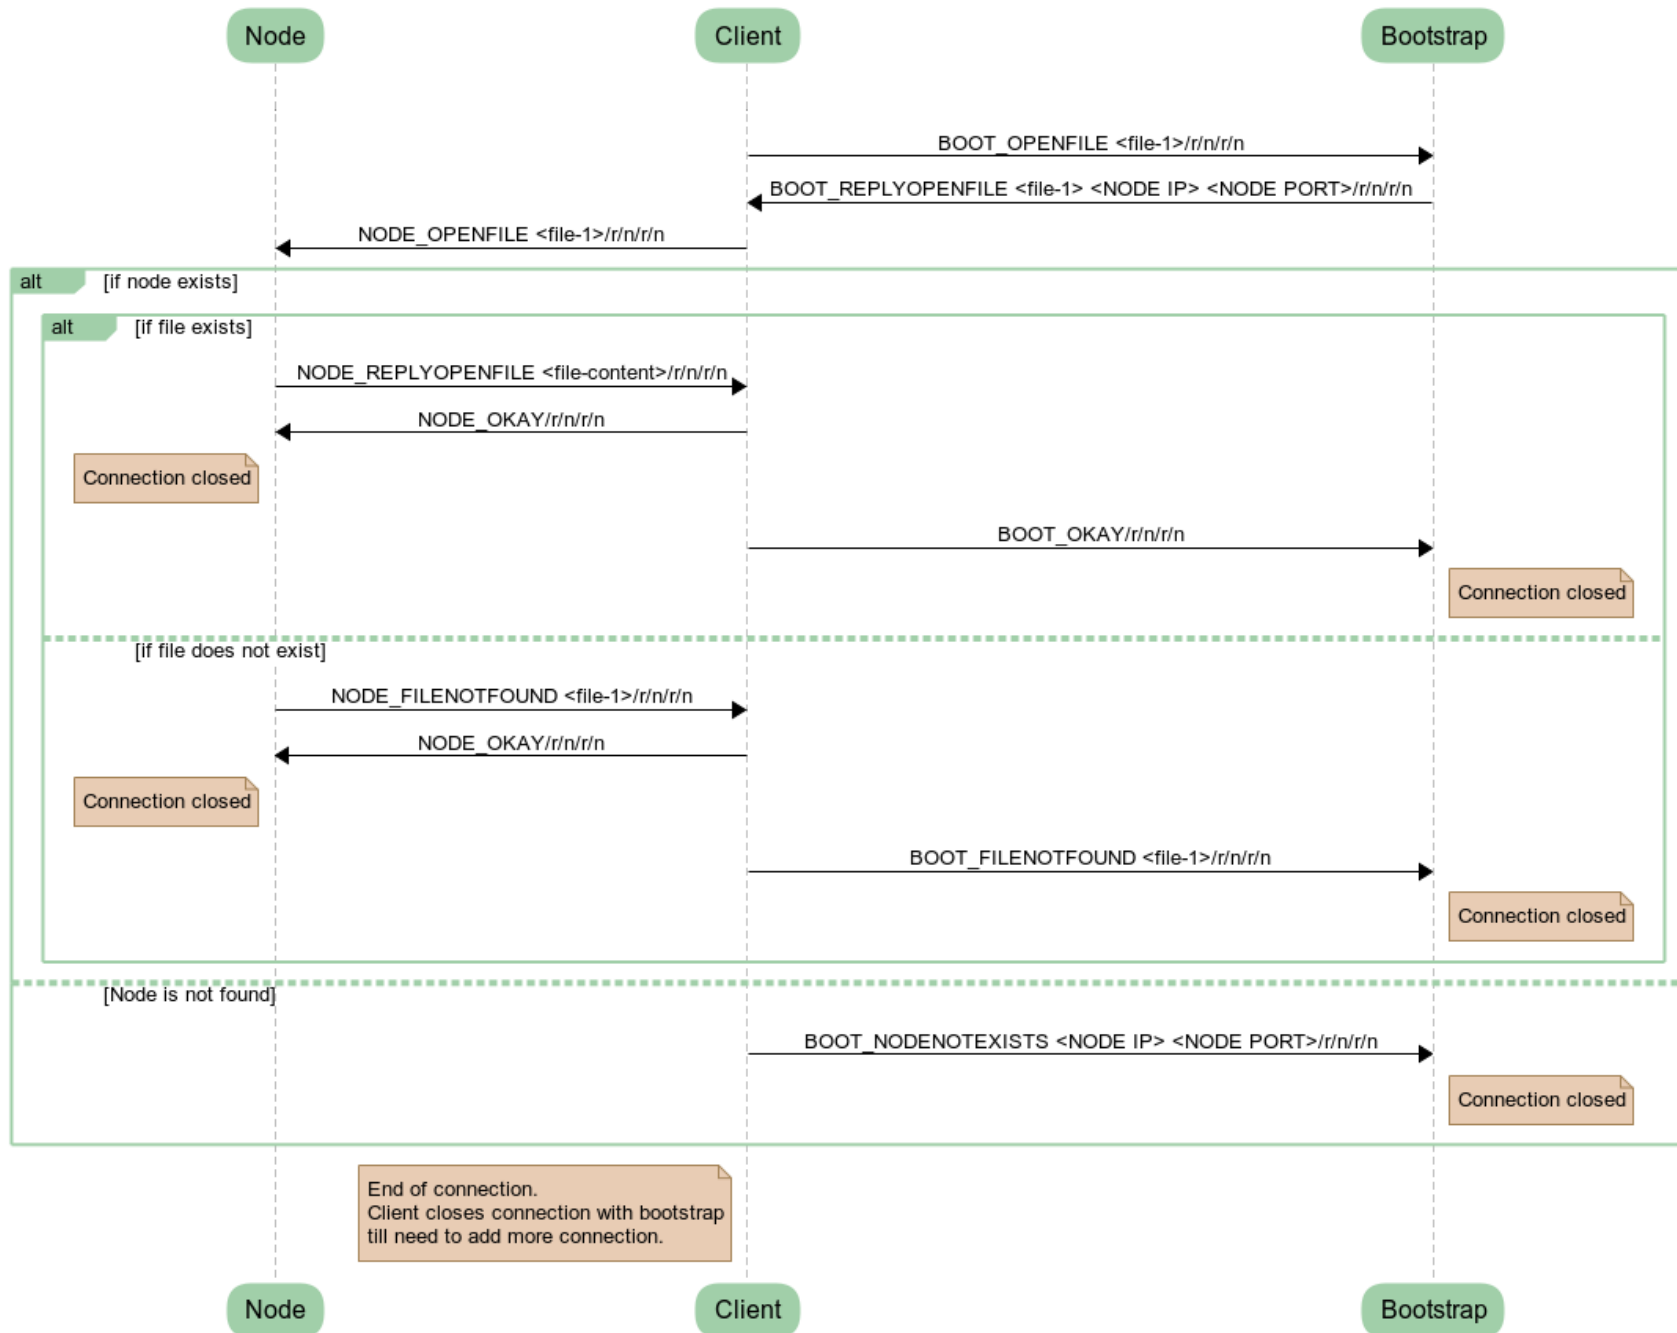 Node
Client
Bootstrap
BOOT_OPENFILE <file-1>/r/n/r/n
BOOT_REPLYOPENFILE <file-1> <NODE IP> <NODE PORT>/r/n/r/n
NODE_OPENFILE <file-1>/r/n/r/n
alt
[if node exists]
alt
[if file exists]
NODE_REPLYOPENFILE <file-content>/r/n/r/n
NODE_OKAY/r/n/r/n
Connection closed
BOOT_OKAY/r/n/r/n
Connection closed
[if file does not exist]
NODE_FILENOTFOUND <file-1>/r/n/r/n
NODE_OKAY/r/n/r/n
Connection closed
BOOT_FILENOTFOUND <file-1>/r/n/r/n
Connection closed
[Node is not found]
BOOT_NODENOTEXISTS <NODE IP> <NODE PORT>/r/n/r/n
Connection closed
End of connection.
Client closes connection with bootstrap
till need to add more connection.
Node
Client
Bootstrap